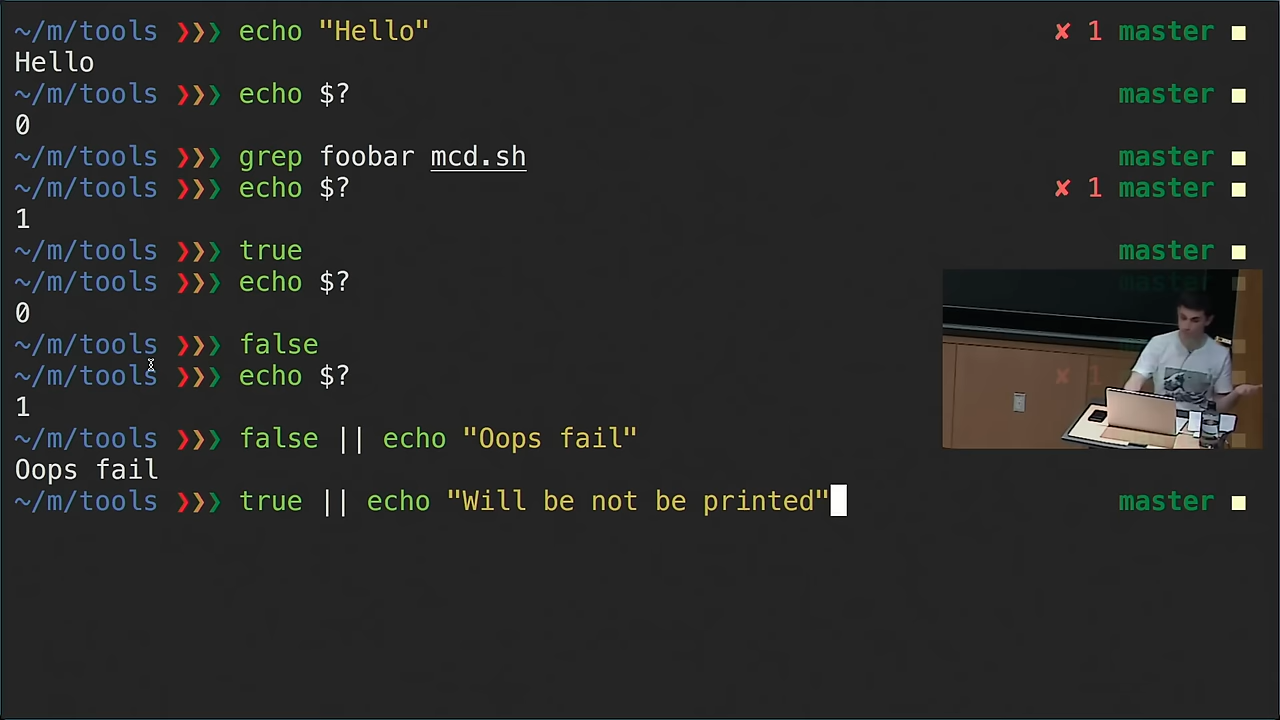 ~/m/tools ❯❯❯ echo "Hello" ✘ 1 master ■
Hello
~/m/tools ❯❯❯ echo $? master ■
0
~/m/tools ❯❯❯ grep foobar mcd.sh master ■
~/m/tools ❯❯❯ echo $? ✘ 1 master ■
1
~/m/tools ❯❯❯ true master ■
~/m/tools ❯❯❯ echo $? master ■
0
~/m/tools ❯❯❯ false
~/m/tools ❯❯❯ echo $? ✘ 1
1
~/m/tools ❯❯❯ false || echo "Oops fail"
Oops fail
~/m/tools ❯❯❯ true || echo "Will be not be printed" master ■